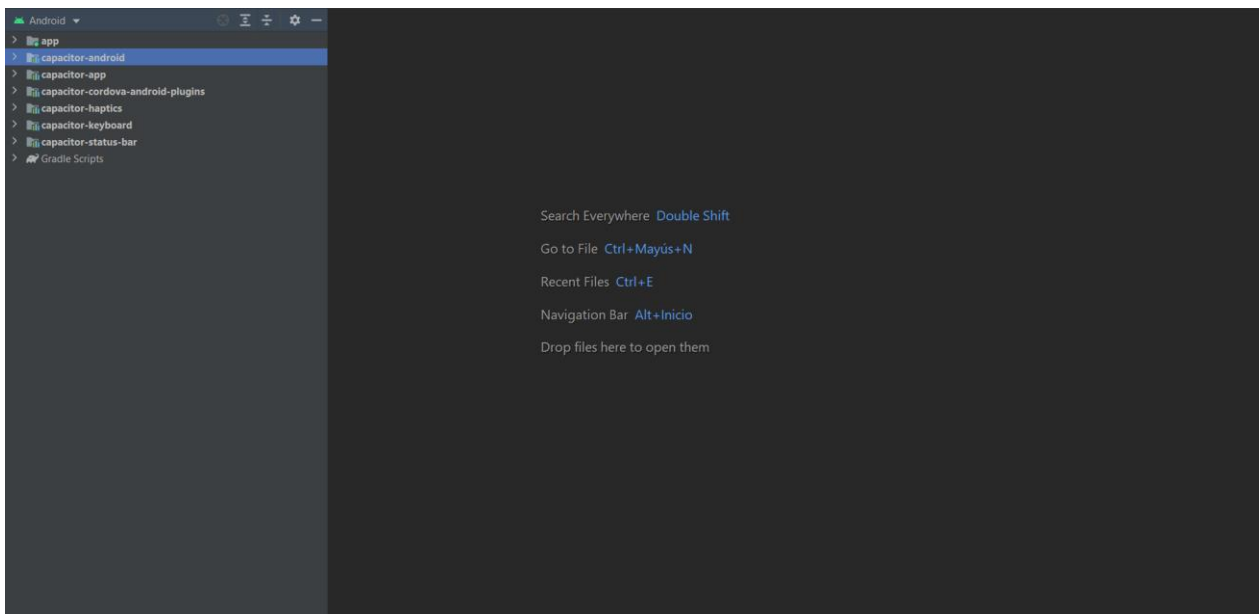 Android
app
capacitor-android
capacitor-app
capacitor-cordova-android-plugins
capacitor-haptics
capacitor-keyboard
capacitor-status-bar
Gradle Scripts
Search Everywhere Double Shift
Go to File Ctrl+Mayús+N
Recent Files Ctrl+E
Navigation Bar Alt+Inicio
Drop files here to open them